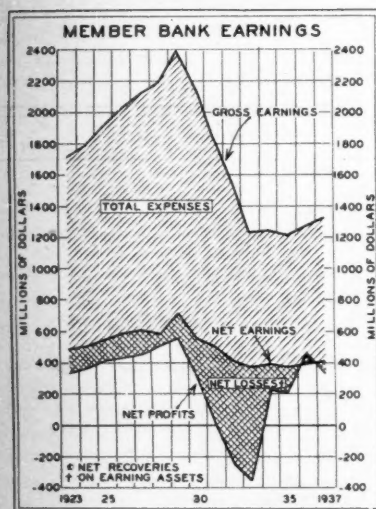 MEMBER BANK EARNINGS
2400 2400
2200 2200
2000 2000
1800 1800
1600 1600
1400 1400
1200 1200
1000 1000
800 800
600 600
400 400
200 200
0 0
-200 -200
-400 -400
MILLIONS OF DOLLARS
MILLIONS OF DOLLARS
GROSS EARNINGS
TOTAL EXPENSES
NET EARNINGS
NET LOSSES†
NET PROFITS
NET RECOVERIES
† ON EARNING ASSETS
1923 25 30 35 1937